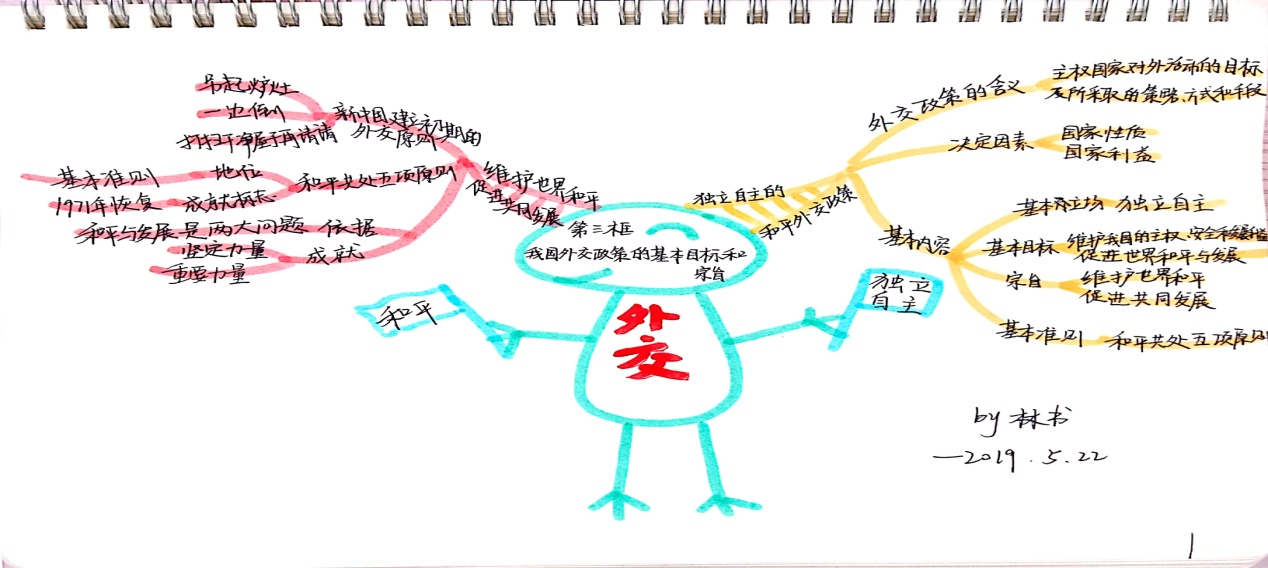 第三框
我国外交政策的基本目标和
宗旨
外
交
和平
独立
自主
独立自主的
和平外交政策
外交政策的含义
主权国家对外活动的目标
及所采取的策略、方式和手段
决定因素
国家性质
国家利益
基本内容
基本立场 独立自主
基本目标 维护我国的主权、安全和发展利益
促进世界和平与发展
宗旨
维护世界和平
促进共同发展
基本准则 和平共处五项原则
维护世界和平
促进共同发展
新中国建立初期的
外交原则
另起炉灶
一边倒
打扫干净屋子再请客
和平共处五项原则
地位
基本准则
成就标志
1971年恢复
成就
依据
和平与发展是两大问题
坚定力量
重要力量
by 林书
—2019.5.22
1